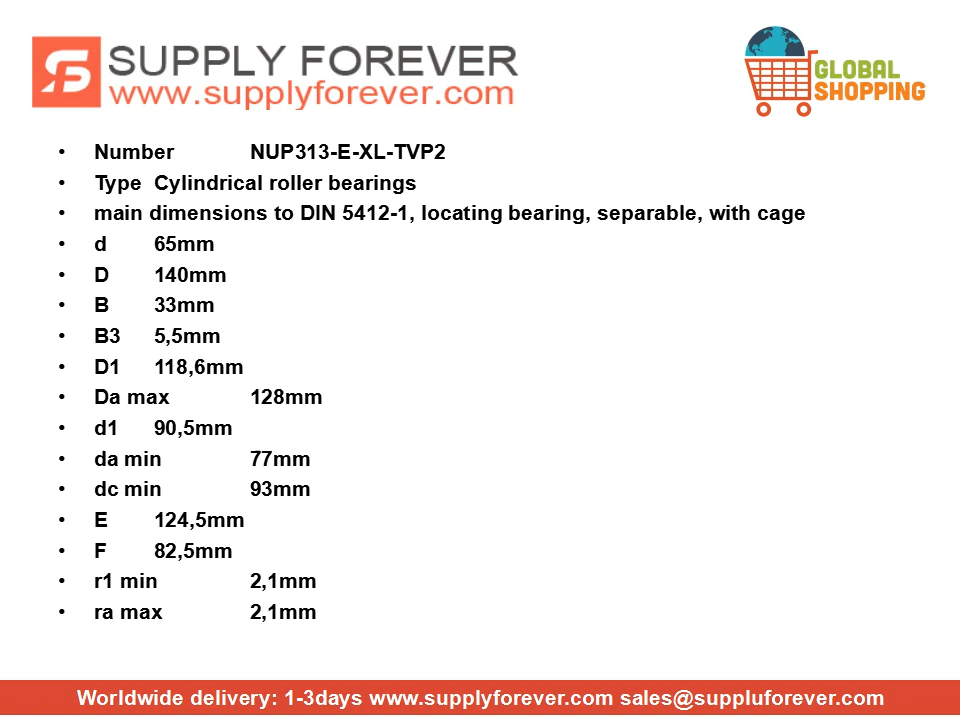 SUPPLY FOREVER
www.supplyforever.com
GLOBAL
SHOPPING
• Number NUP313-E-XL-TVP2
• Type Cylindrical roller bearings
• main dimensions to DIN 5412-1, locating bearing, separable, with cage
• d 65mm
• D 140mm
• B 33mm
• B3 5,5mm
• D1 118,6mm
• Da max 128mm
• d1 90,5mm
• da min 77mm
• dc min 93mm
• E 124,5mm
• F 82,5mm
• r1 min 2,1mm
• ra max 2,1mm
Worldwide delivery: 1-3days www.supplyforever.com sales@suppluforever.com